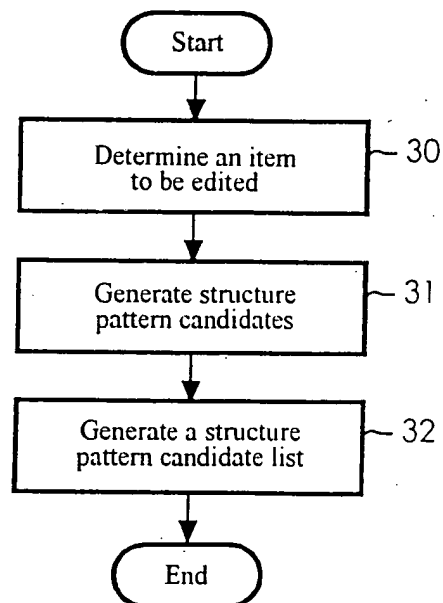 Start
Determine an item
to be edited
30
Generate structure
pattern candidates
31
Generate a structure
pattern candidate list
32
End